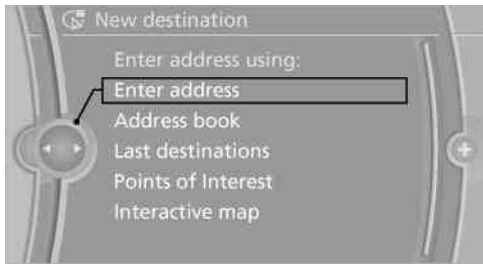 New destination
Enter address using:
Enter address
Address book
Last destinations
Points of Interest
Interactive map